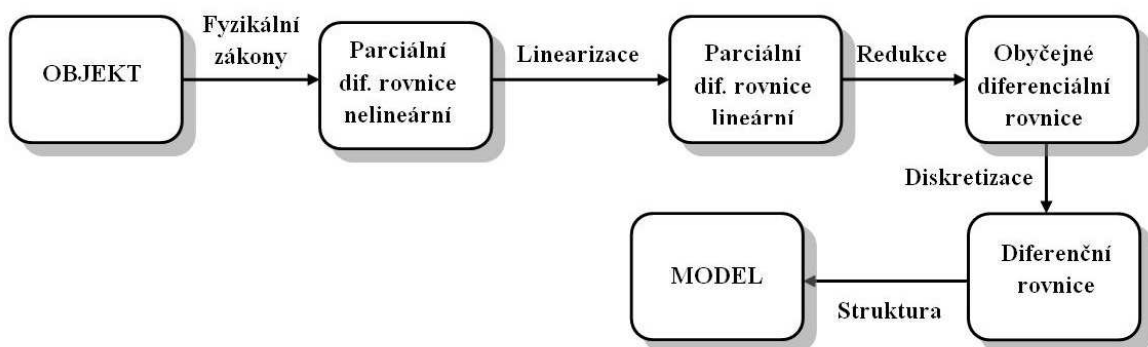 OBJEKT
Fyzikální
zákony
Parciální
dif. rovnice
nelineární
Linearizace
Parciální
dif. rovnice
lineární
Redukce
Obyčejné
diferenciální
rovnice
Diskretizace
Diferenční
rovnice
Struktura
MODEL